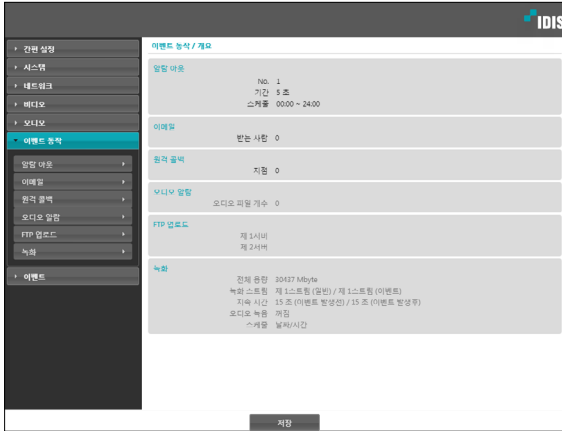 IDIS
간편 설정
시스템
네트워크
비디오
오디오
이벤트 동작
알람 아웃
이메일
원격 콜백
오디오 알람
FTP 업로드
녹화
이벤트
이벤트 동작 / 개요
알람 아웃
No. 1
기간 5 초
스케줄 00:00 ~ 24:00
이메일
받는 사람 0
원격 콜백
지점 0
오디오 알람
오디오 파일 개수 0
FTP 업로드
제 1서버
제 2서버
녹화
전체 용량 30437 Mbyte
녹화 스트림 제 1스트림 (일반) / 제 1스트림 (이벤트)
지속 시간 15 초 (이벤트 발생전) / 15 초 (이벤트 발생후)
오디오 녹음 꺼짐
스케줄 날짜/시간
저장